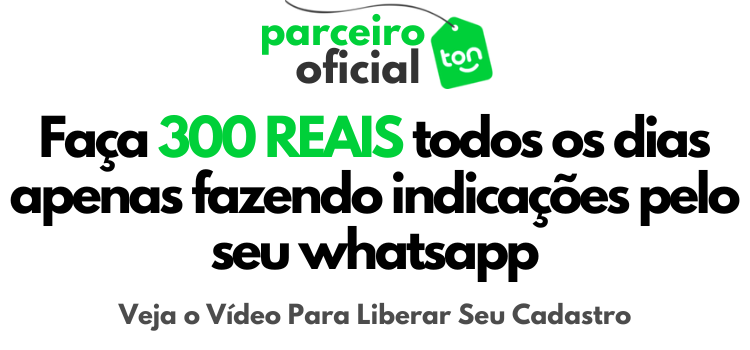 parceiro
oficial
ton
Faça 300 REAIS todos os dias
apenas fazendo indicações pelo
seu whatsapp
Veja o Vídeo Para Liberar Seu Cadastro